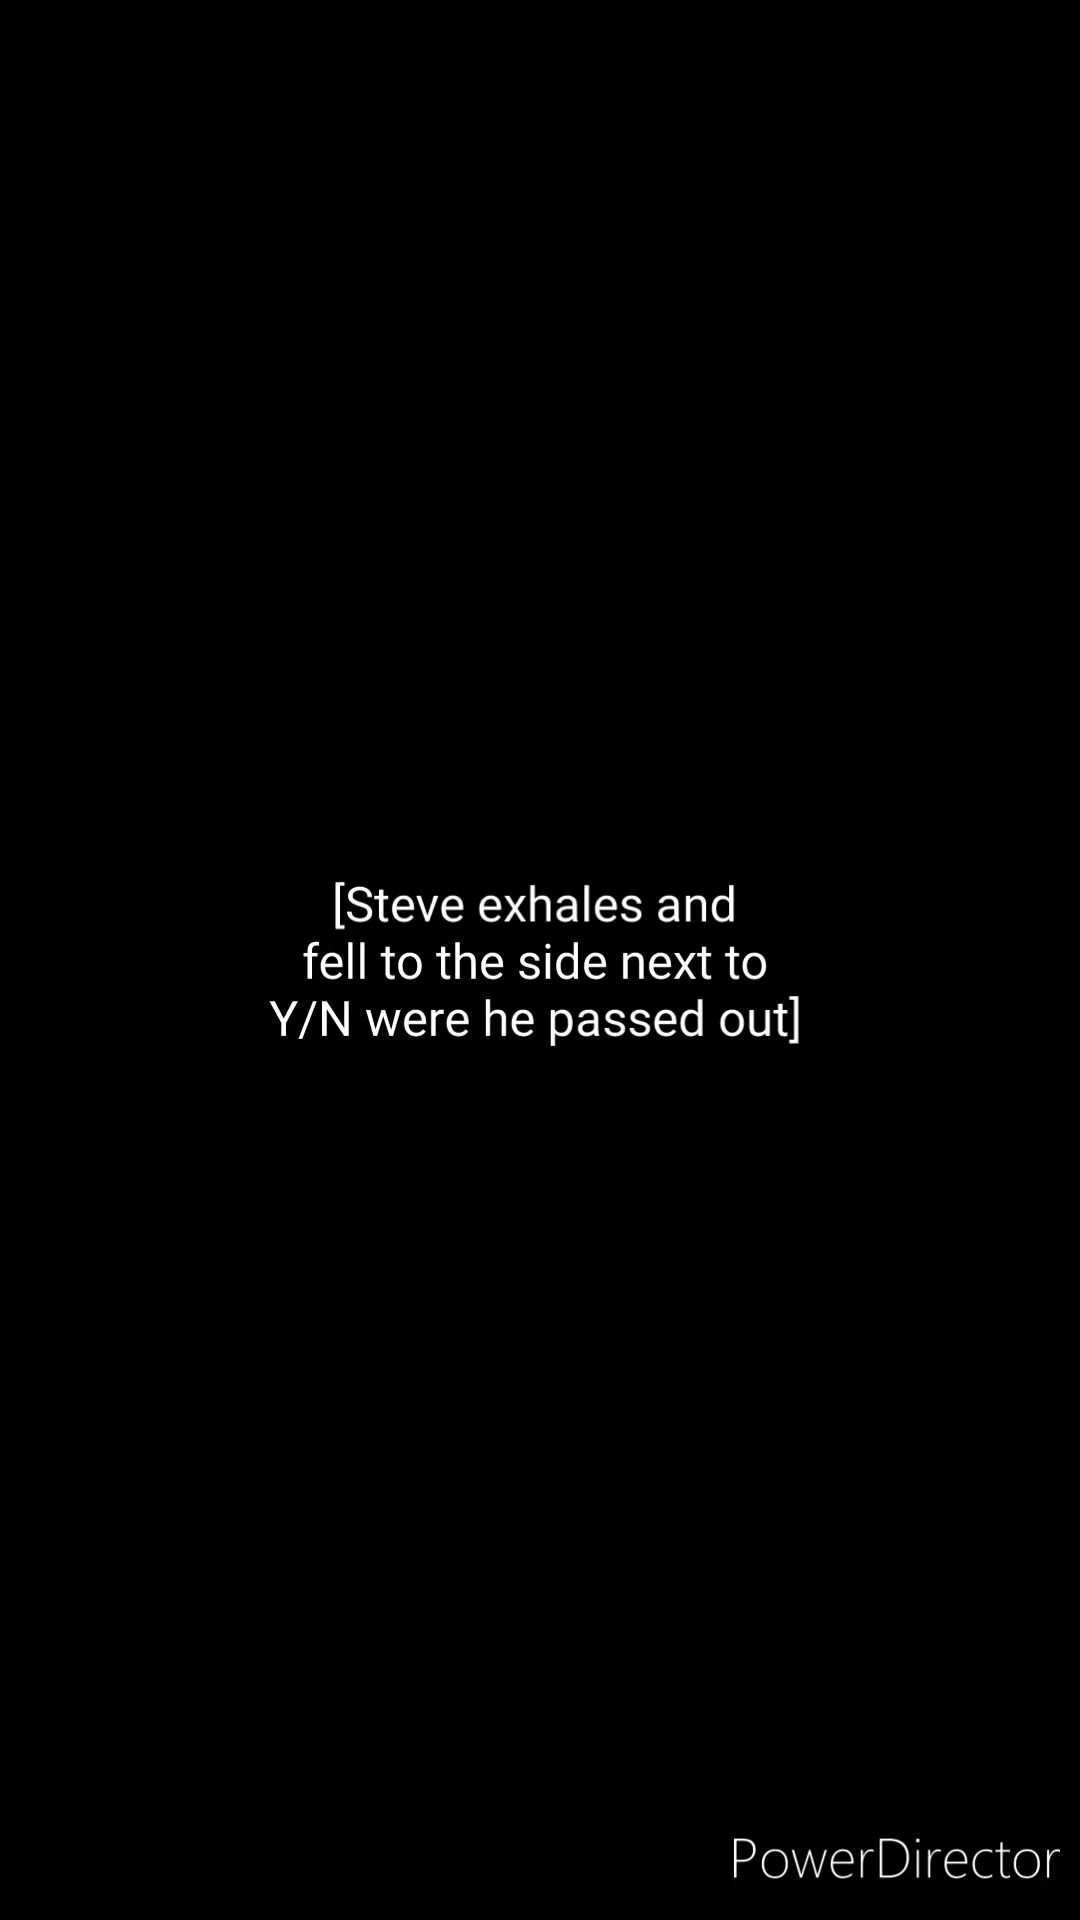 [Steve exhales and
fell to the side next to
Y/N were he passed out]
PowerDirector